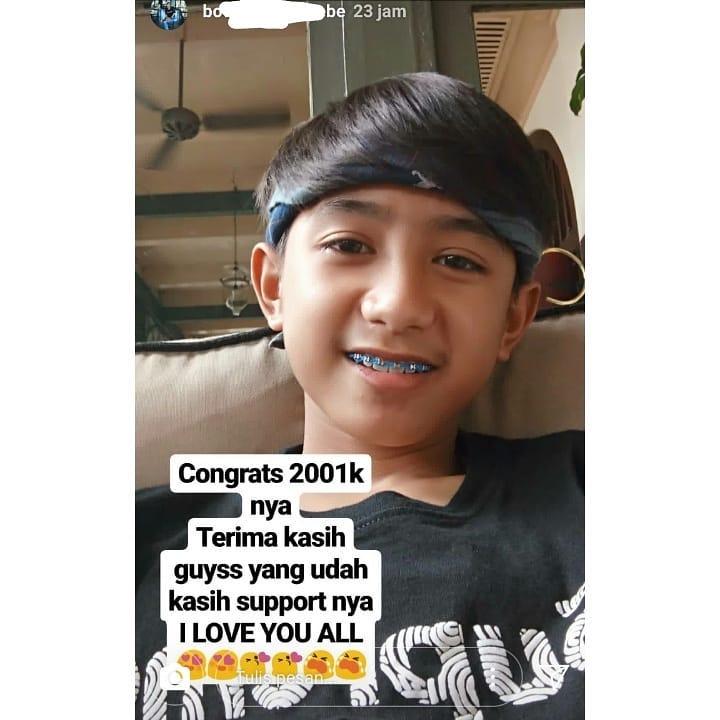 bo be 23 jam
Congrats 2001k
nya
Terima kasih
guyss yang udah
kasih support nya
I LOVE YOU ALL
😍😍😘😘😭😭
Tulis pesan...